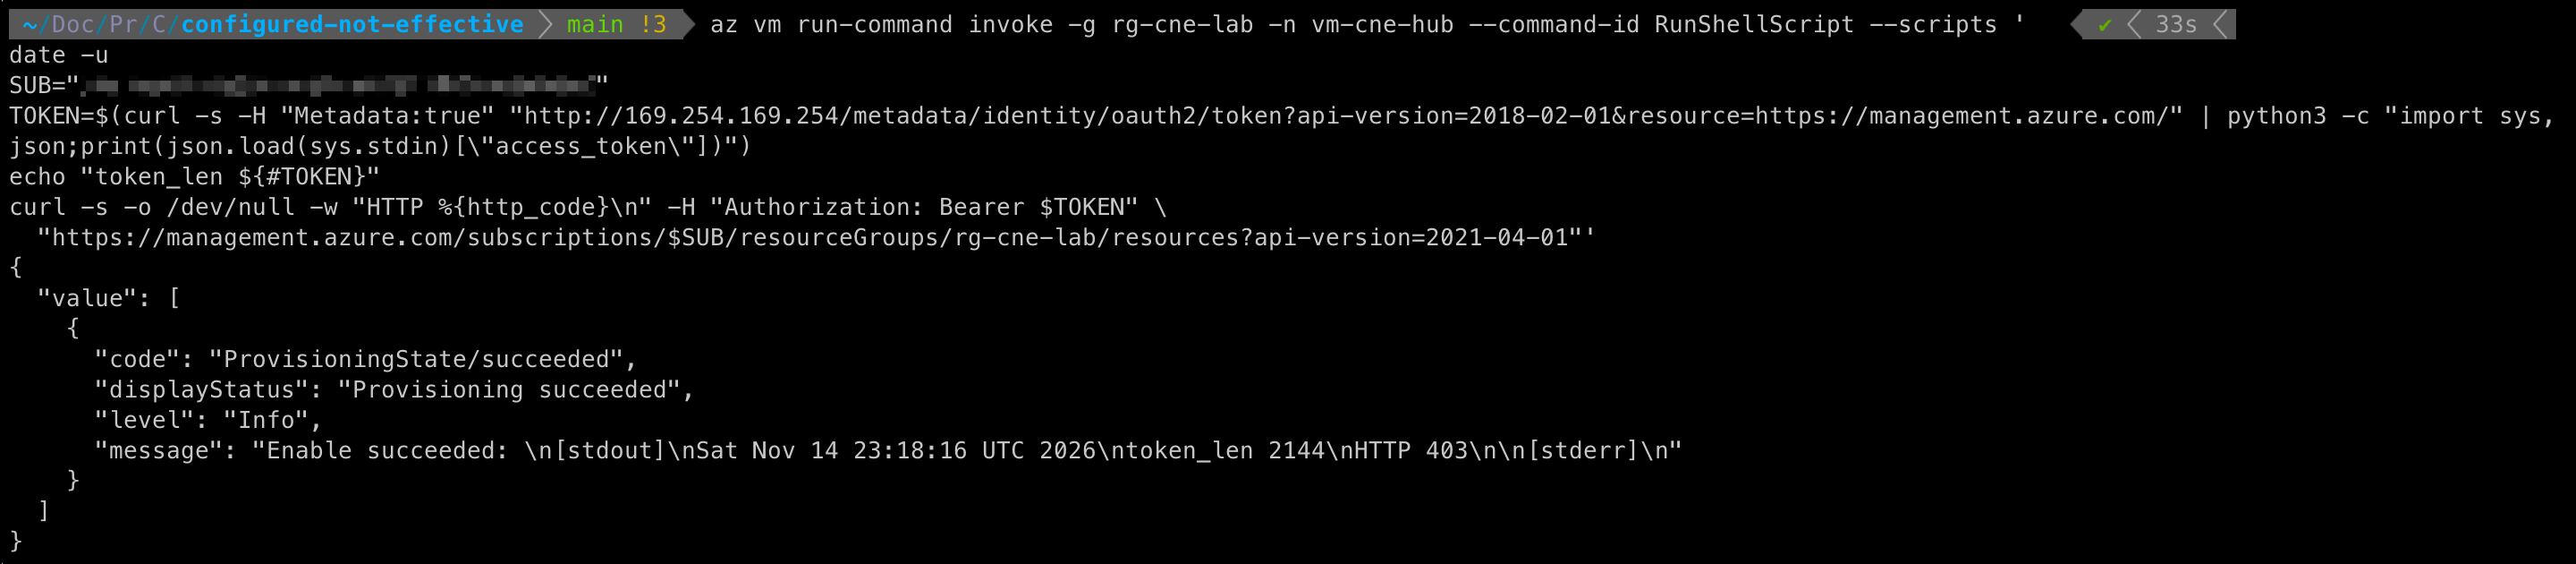 ~/Doc/Pr/C/configured-not-effective main !3 az vm run-command invoke -g rg-cne-lab -n vm-cne-hub --command-id RunShellScript --scripts ' ✔ 33s
date -u
SUB=""
TOKEN=$(curl -s -H "Metadata:true" "http://169.254.169.254/metadata/identity/oauth2/token?api-version=2018-02-01&resource=https://management.azure.com/" | python3 -c "import sys,
json;print(json.load(sys.stdin)[\"access_token\"])")
echo "token_len ${#TOKEN}"
curl -s -o /dev/null -w "HTTP %{http_code}\n" -H "Authorization: Bearer $TOKEN" \
  "https://management.azure.com/subscriptions/$SUB/resourceGroups/rg-cne-lab/resources?api-version=2021-04-01"'
{
  "value": [
    {
      "code": "ProvisioningState/succeeded",
      "displayStatus": "Provisioning succeeded",
      "level": "Info",
      "message": "Enable succeeded: \n[stdout]\nSat Nov 14 23:18:16 UTC 2026\ntoken_len 2144\nHTTP 403\n\n[stderr]\n"
    }
  ]
}